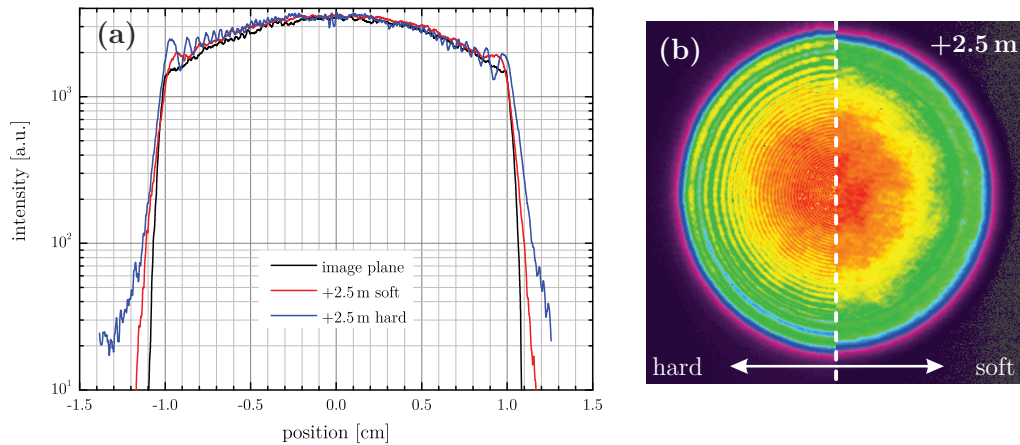 (a)
intensity [a.u.]
10³
10²
10¹
image plane
+2.5 m soft
+2.5 m hard
-1.5 -1.0 -0.5 0.0 0.5 1.0 1.5
position [cm]
(b)
+2.5 m
hard soft